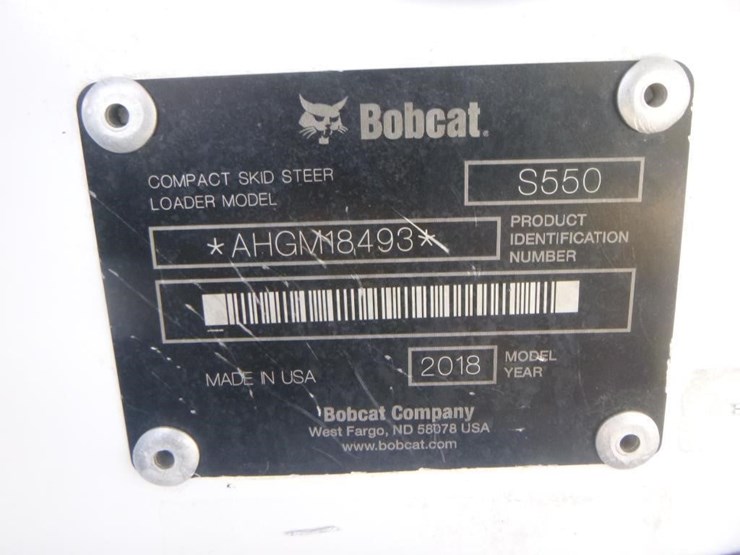 Bobcat.
COMPACT SKID STEER
LOADER MODEL
S550
*AHGM18493*
PRODUCT
IDENTIFICATION
NUMBER
MADE IN USA
2018
MODEL
YEAR
Bobcat Company
West Fargo, ND 58078 USA
www.bobcat.com